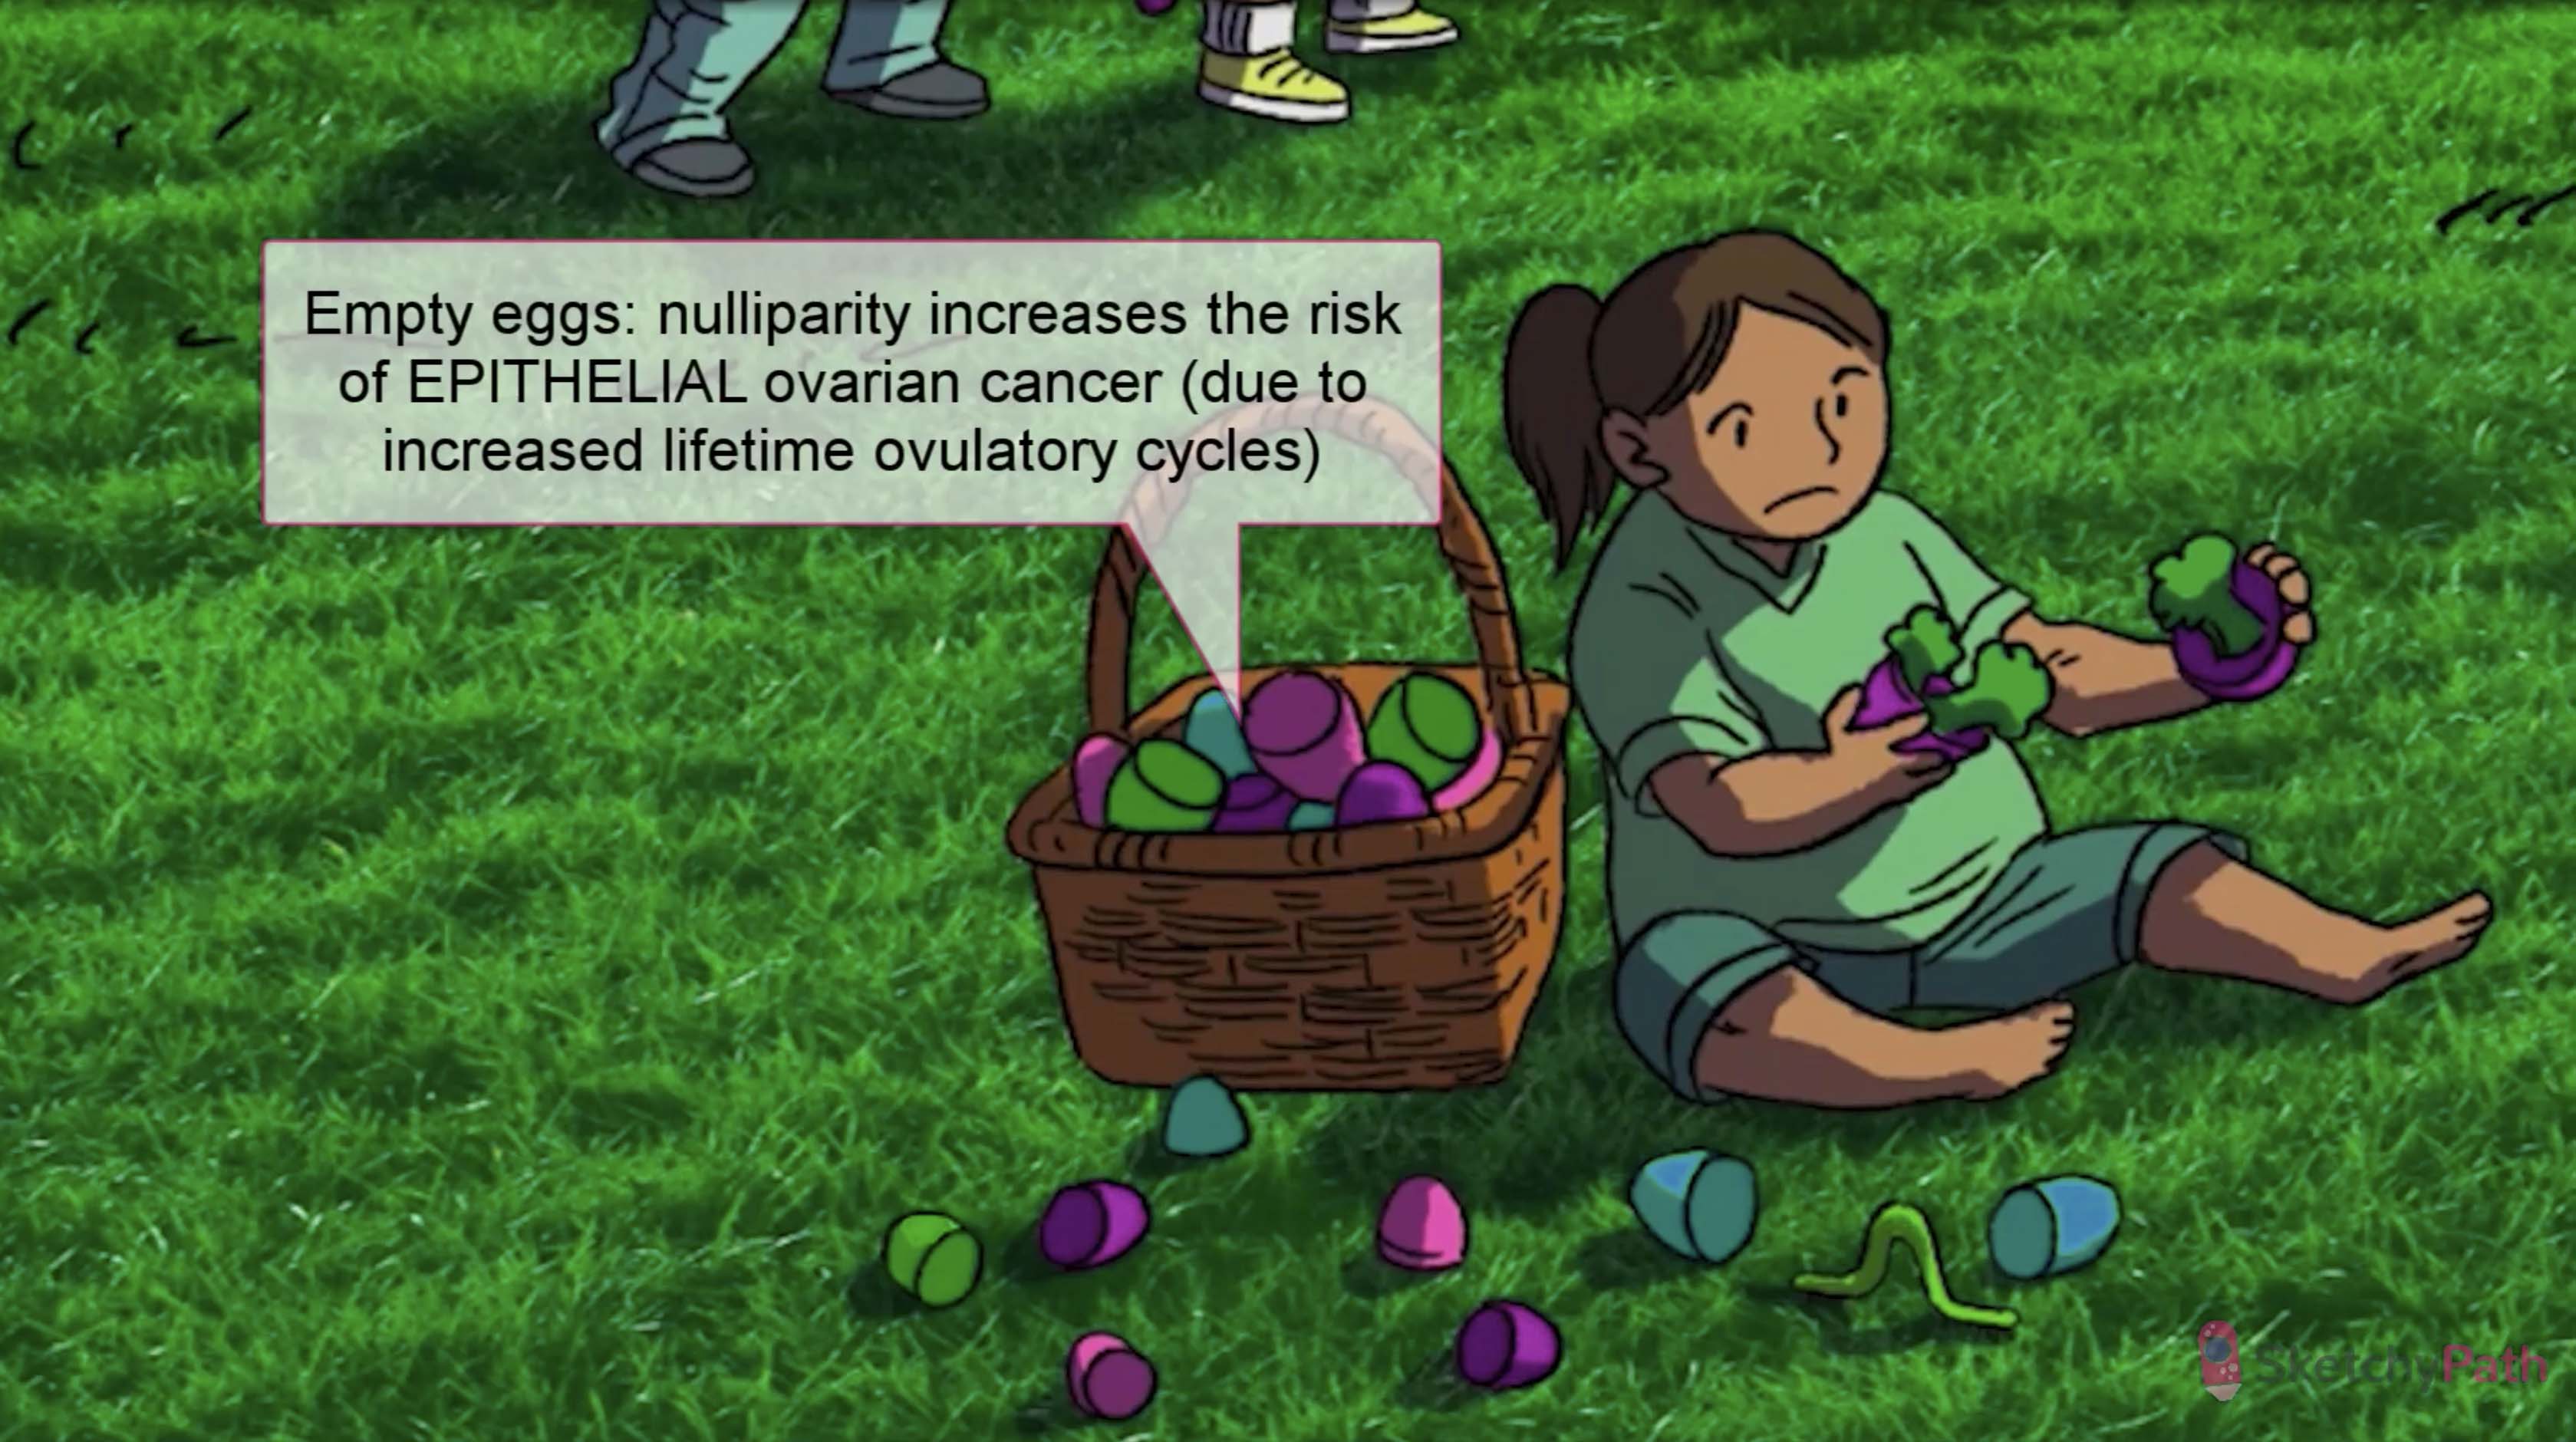 Empty eggs: nulliparity increases the risk
of EPITHELIAL ovarian cancer (due to
increased lifetime ovulatory cycles)
SketchyPath